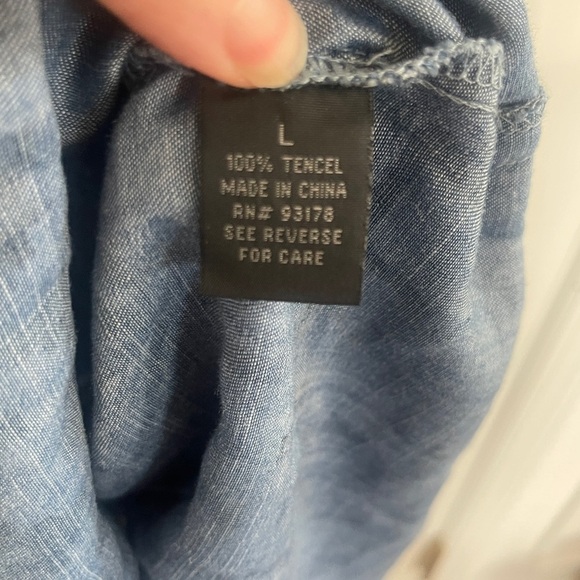 L
100% TENCEL
MADE IN CHINA
RN# 93178
SEE REVERSE
FOR CARE